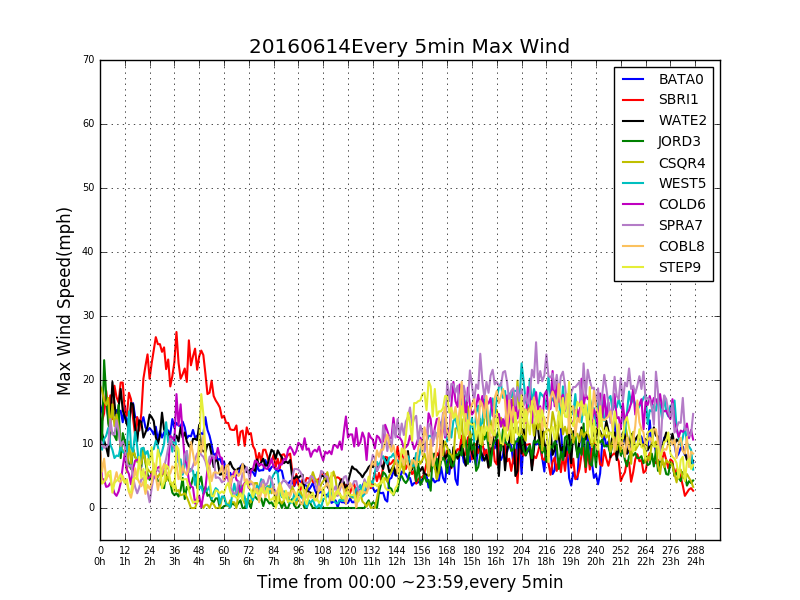 20160614Every 5min Max Wind
70
60
50
40
30
20
10
0
Max Wind Speed(mph)
BATA0
SBRI1
WATE2
JORD3
CSQR4
WEST5
COLD6
SPRA7
COBL8
STEP9
0 12 24 36 48 60 72 84 96 108 120 132 144 156 168 180 192 204 216 228 240 252 264 276 288
0h 1h 2h 3h 4h 5h 6h 7h 8h 9h 10h 11h 12h 13h 14h 15h 16h 17h 18h 19h 20h 21h 22h 23h 24h
Time from 00:00 ~23:59,every 5min